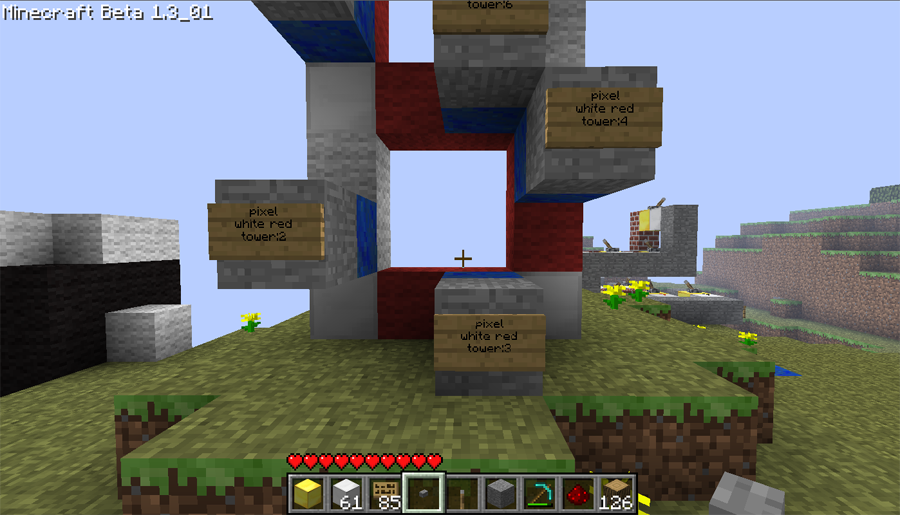 Minecraft Beta 1.3_01
tower:6
pixel
white red
tower:4
pixel
white red
tower:2
pixel
white red
tower:3
61
85
126